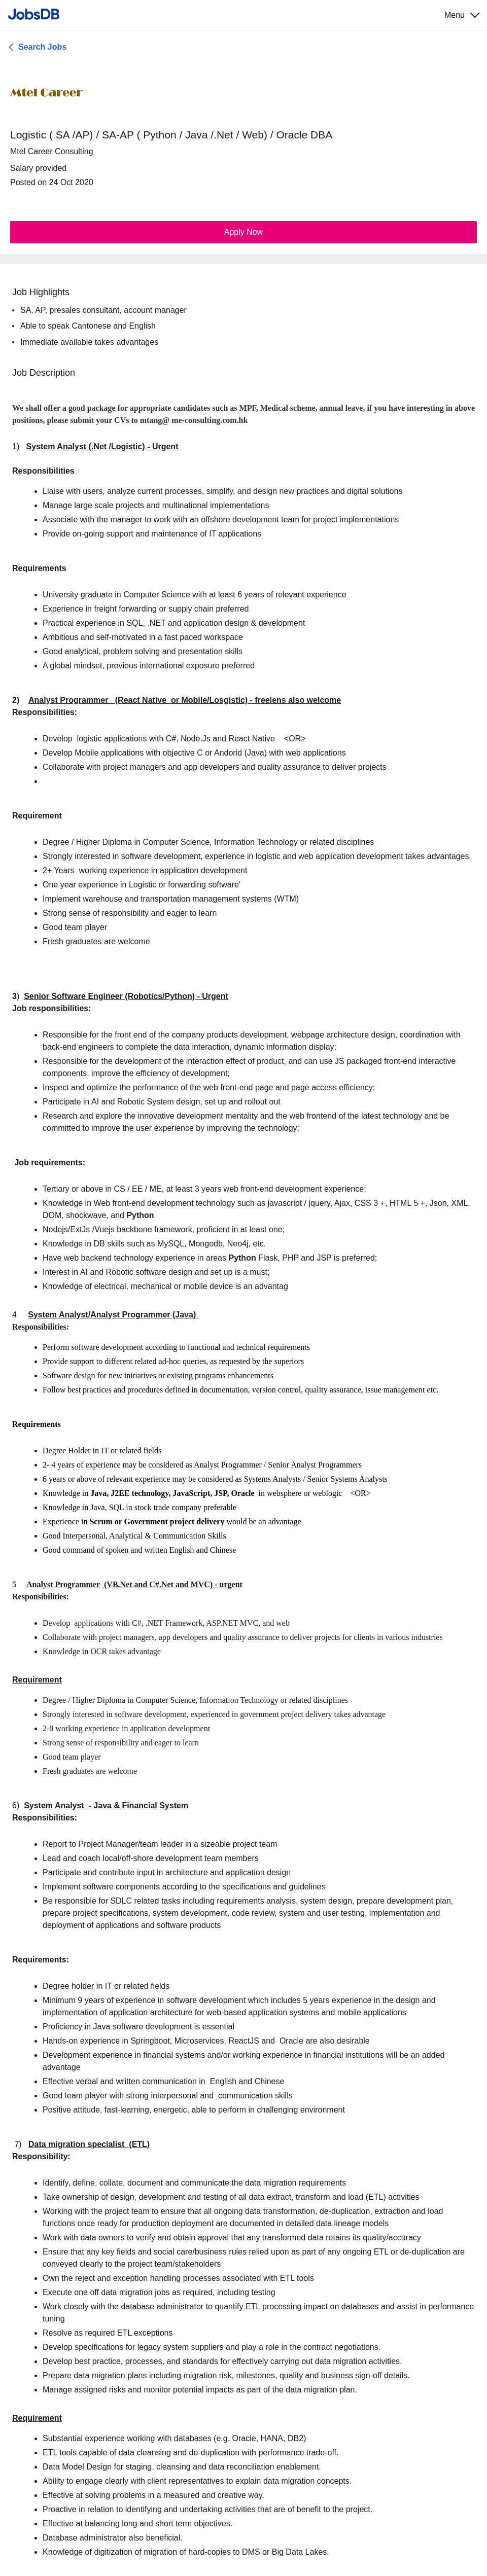 JobsDB
Menu
Search Jobs
Mtel Career
Logistic ( SA /AP) / SA-AP ( Python / Java /.Net / Web) / Oracle DBA
Mtel Career Consulting
Salary provided
Posted on 24 Oct 2020
Apply Now
Job Highlights
• SA, AP, presales consultant, account manager
• Able to speak Cantonese and English
• Immediate available takes advantages
Job Description
We shall offer a good package for appropriate candidates such as MPF, Medical scheme, annual leave, if you have interesting in above
positions, please submit your CVs to mtang@ me-consulting.com.hk
1) System Analyst (.Net /Logistic) - Urgent
Responsibilities
• Liaise with users, analyze current processes, simplify, and design new practices and digital solutions
• Manage large scale projects and multinational implementations
• Associate with the manager to work with an offshore development team for project implementations
• Provide on-going support and maintenance of IT applications
Requirements
• University graduate in Computer Science with at least 6 years of relevant experience
• Experience in freight forwarding or supply chain preferred
• Practical experience in SQL, .NET and application design & development
• Ambitious and self-motivated in a fast paced workspace
• Good analytical, problem solving and presentation skills
• A global mindset, previous international exposure preferred
2) Analyst Programmer (React Native or Mobile/Losgistic) - freelens also welcome
Responsibilities:
• Develop logistic applications with C#, Node.Js and React Native <OR>
• Develop Mobile applications with objective C or Andorid (Java) with web applications
• Collaborate with project managers and app developers and quality assurance to deliver projects
•
Requirement
• Degree / Higher Diploma in Computer Science, Information Technology or related disciplines
• Strongly interested in software development, experience in logistic and web application development takes advantages
• 2+ Years working experience in application development
• One year experience in Logistic or forwarding software'
• Implement warehouse and transportation management systems (WTM)
• Strong sense of responsibility and eager to learn
• Good team player
• Fresh graduates are welcome
3) Senior Software Engineer (Robotics/Python) - Urgent
Job responsibilities:
• Responsible for the front end of the company products development, webpage architecture design, coordination with
back-end engineers to complete the data interaction, dynamic information display;
• Responsible for the development of the interaction effect of product, and can use JS packaged front-end interactive
components, improve the efficiency of development;
• Inspect and optimize the performance of the web front-end page and page access efficiency;
• Participate in AI and Robotic System design, set up and rollout out
• Research and explore the innovative development mentality and the web frontend of the latest technology and be
committed to improve the user experience by improving the technology;
Job requirements:
• Tertiary or above in CS / EE / ME, at least 3 years web front-end development experience;
• Knowledge in Web front-end development technology such as javascript / jquery, Ajax, CSS 3 +, HTML 5 +, Json, XML,
DOM, shockwave, and Python
• Nodejs/ExtJs /Vuejs backbone framework, proficient in at least one;
• Knowledge in DB skills such as MySQL, Mongodb, Neo4j, etc.
• Have web backend technology experience in areas Python Flask, PHP and JSP is preferred;
• Interest in AI and Robotic software design and set up is a must;
• Knowledge of electrical, mechanical or mobile device is an advantag
4 System Analyst/Analyst Programmer (Java)
Responsibilities:
• Perform software development according to functional and technical requirements
• Provide support to different related ad-hoc queries, as requested by the superiors
• Software design for new initiatives or existing programs enhancements
• Follow best practices and procedures defined in documentation, version control, quality assurance, issue management etc.
Requirements
• Degree Holder in IT or related fields
• 2- 4 years of experience may be considered as Analyst Programmer / Senior Analyst Programmers
• 6 years or above of relevant experience may be considered as Systems Analysts / Senior Systems Analysts
• Knowledge in Java, J2EE technology, JavaScript, JSP, Oracle in websphere or weblogic <OR>
• Knowledge in Java, SQL in stock trade company preferable
• Experience in Scrum or Government project delivery would be an advantage
• Good Interpersonal, Analytical & Communication Skills
• Good command of spoken and written English and Chinese
5 Analyst Programmer (VB.Net and C#.Net and MVC) - urgent
Responsibilities:
• Develop applications with C#, .NET Framework, ASP.NET MVC, and web
• Collaborate with project managers, app developers and quality assurance to deliver projects for clients in various industries
• Knowledge in OCR takes advantage
Requirement
• Degree / Higher Diploma in Computer Science, Information Technology or related disciplines
• Strongly interested in software development, experienced in government project delivery takes advantage
• 2-8 working experience in application development
• Strong sense of responsibility and eager to learn
• Good team player
• Fresh graduates are welcome
6) System Analyst - Java & Financial System
Responsibilities:
• Report to Project Manager/team leader in a sizeable project team
• Lead and coach local/off-shore development team members
• Participate and contribute input in architecture and application design
• Implement software components according to the specifications and guidelines
• Be responsible for SDLC related tasks including requirements analysis, system design, prepare development plan,
prepare project specifications, system development, code review, system and user testing, implementation and
deployment of applications and software products
Requirements:
• Degree holder in IT or related fields
• Minimum 9 years of experience in software development which includes 5 years experience in the design and
implementation of application architecture for web-based application systems and mobile applications
• Proficiency in Java software development is essential
• Hands-on experience in Springboot, Microservices, ReactJS and Oracle are also desirable
• Development experience in financial systems and/or working experience in financial institutions will be an added
advantage
• Effective verbal and written communication in English and Chinese
• Good team player with strong interpersonal and communication skills
• Positive attitude, fast-learning, energetic, able to perform in challenging environment
7) Data migration specialist (ETL)
Responsibility:
• Identify, define, collate, document and communicate the data migration requirements
• Take ownership of design, development and testing of all data extract, transform and load (ETL) activities
• Working with the project team to ensure that all ongoing data transformation, de-duplication, extraction and load
functions once ready for production deployment are documented in detailed data lineage models
• Work with data owners to verify and obtain approval that any transformed data retains its quality/accuracy
• Ensure that any key fields and social care/business rules relied upon as part of any ongoing ETL or de-duplication are
conveyed clearly to the project team/stakeholders
• Own the reject and exception handling processes associated with ETL tools
• Execute one off data migration jobs as required, including testing
• Work closely with the database administrator to quantify ETL processing impact on databases and assist in performance
tuning
• Resolve as required ETL exceptions
• Develop specifications for legacy system suppliers and play a role in the contract negotiations.
• Develop best practice, processes, and standards for effectively carrying out data migration activities.
• Prepare data migration plans including migration risk, milestones, quality and business sign-off details.
• Manage assigned risks and monitor potential impacts as part of the data migration plan.
Requirement
• Substantial experience working with databases (e.g. Oracle, HANA, DB2)
• ETL tools capable of data cleansing and de-duplication with performance trade-off.
• Data Model Design for staging, cleansing and data reconciliation enablement.
• Ability to engage clearly with client representatives to explain data migration concepts.
• Effective at solving problems in a measured and creative way.
• Proactive in relation to identifying and undertaking activities that are of benefit to the project.
• Effective at balancing long and short term objectives.
• Database administrator also beneficial.
• Knowledge of digitization of migration of hard-copies to DMS or Big Data Lakes.